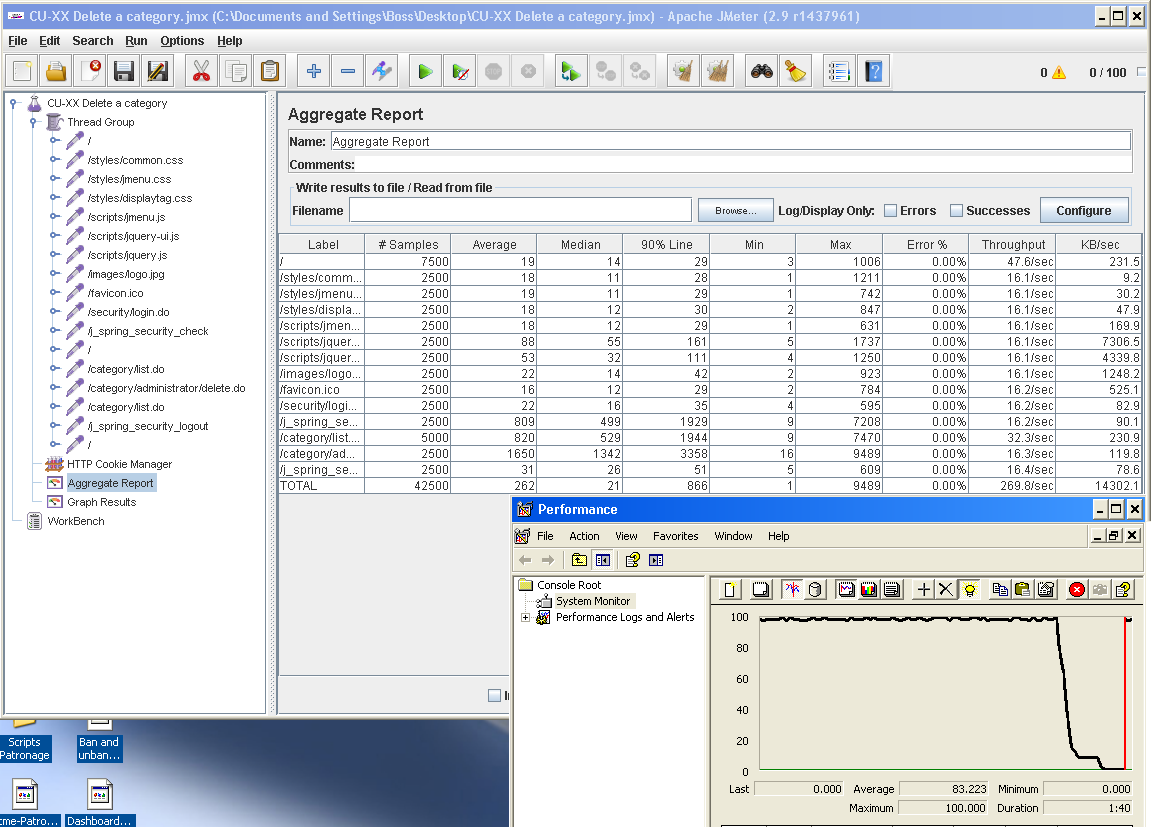 CU-XX Delete a category.jmx (C:\Documents and Settings\Boss\Desktop\CU-XX Delete a category.jmx) - Apache JMeter (2.9 r1437961)
File Edit Search Run Options Help
0 0 / 100
CU-XX Delete a category
Thread Group
/
/styles/common.css
/styles/jmenu.css
/styles/displaytag.css
/scripts/jmenu.js
/scripts/jquery-ui.js
/scripts/jquery.js
/images/logo.jpg
/favicon.ico
/security/login.do
/j_spring_security_check
/
/category/list.do
/category/administrator/delete.do
/category/list.do
/j_spring_security_logout
/
HTTP Cookie Manager
Aggregate Report
Graph Results
WorkBench
Aggregate Report
Name: Aggregate Report
Comments:
Write results to file / Read from file
Filename Browse... Log/Display Only: Errors Successes Configure
Label # Samples Average Median 90% Line Min Max Error % Throughput KB/sec
/ 7500 19 14 29 3 1006 0.00% 47.6/sec 231.5
/styles/comm... 2500 18 11 28 1 1211 0.00% 16.1/sec 9.2
/styles/jmenu... 2500 19 11 29 1 742 0.00% 16.1/sec 30.2
/styles/displa... 2500 18 12 30 2 847 0.00% 16.1/sec 47.9
/scripts/jmen... 2500 18 12 29 1 631 0.00% 16.1/sec 169.9
/scripts/jquer... 2500 88 55 161 5 1737 0.00% 16.1/sec 7306.5
/scripts/jquer... 2500 53 32 111 4 1250 0.00% 16.1/sec 4339.8
/images/logo... 2500 22 14 42 2 923 0.00% 16.1/sec 1248.2
/favicon.ico 2500 16 12 29 2 784 0.00% 16.2/sec 525.1
/security/logi... 2500 22 16 35 4 595 0.00% 16.2/sec 82.9
/j_spring_se... 2500 809 499 1929 9 7208 0.00% 16.2/sec 90.1
/category/list.... 5000 820 529 1944 9 7470 0.00% 32.3/sec 230.9
/category/ad... 2500 1650 1342 3358 16 9489 0.00% 16.3/sec 119.8
/j_spring_se... 2500 31 26 51 5 609 0.00% 16.4/sec 78.6
TOTAL 42500 262 21 866 1 9489 0.00% 269.8/sec 14302.1
Performance
File Action View Favorites Window Help
Console Root
System Monitor
Performance Logs and Alerts
100
80
60
40
20
0
Last 0.000 Average 83.223 Minimum 0.000
Maximum 100.000 Duration 1:40
Scripts
Patronage
Ban and
unban...
cme-Patro...
Dashboard...